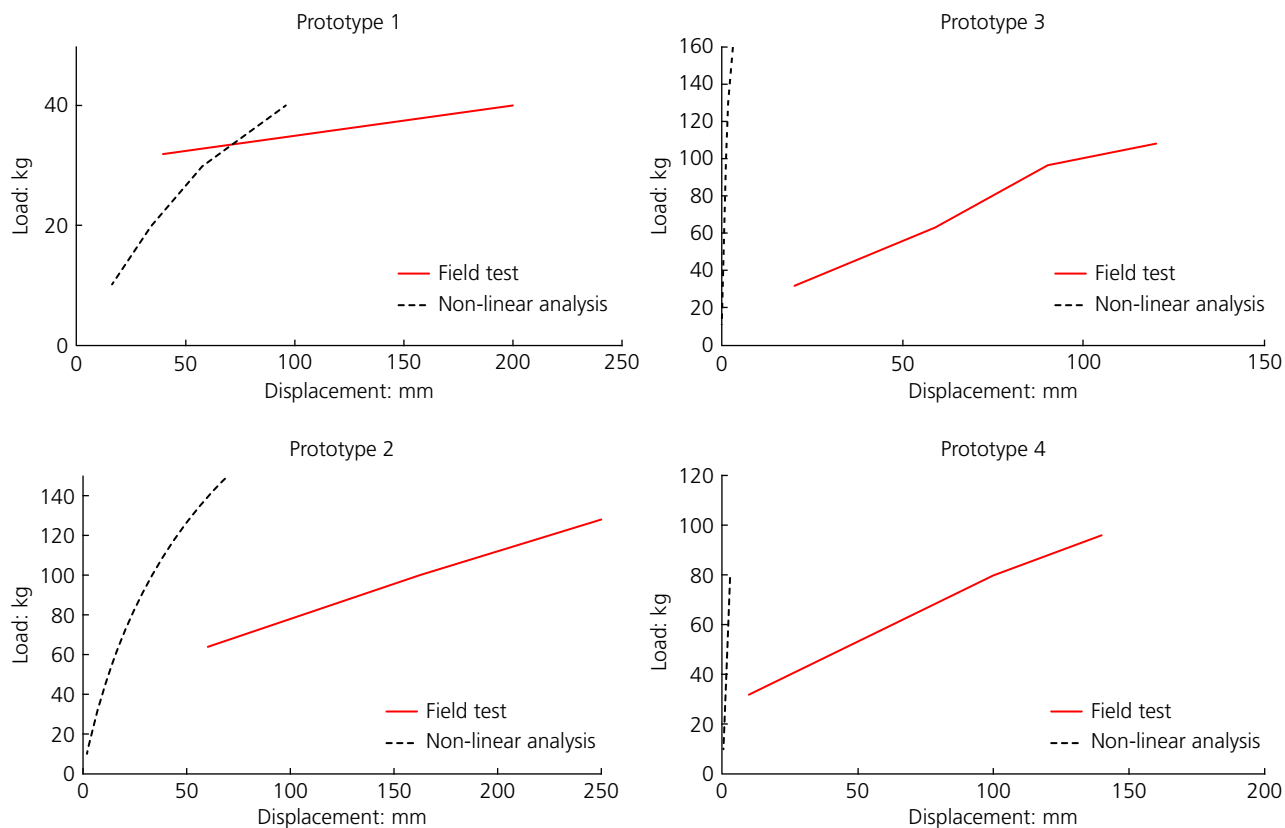 Prototype 1
Load: kg
40
20
0
0 50 100 150 200 250
Displacement: mm
Field test
Non-linear analysis
Prototype 3
Load: kg
160
140
120
100
80
60
40
20
0
0 50 100 150
Displacement: mm
Field test
Non-linear analysis
Prototype 2
Load: kg
140
120
100
80
60
40
20
0
0 50 100 150 200 250
Displacement: mm
Field test
Non-linear analysis
Prototype 4
Load: kg
120
100
80
60
40
20
0
0 50 100 150 200
Displacement: mm
Field test
Non-linear analysis